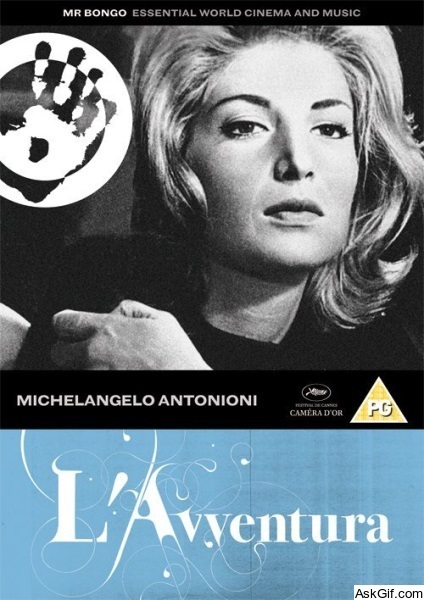 MR BONGO ESSENTIAL WORLD CINEMA AND MUSIC
MICHELANGELO ANTONIONI
FESTIVAL DE CANNES
CAMÉRA D'OR
PG
L'Avventura
AskGif.com